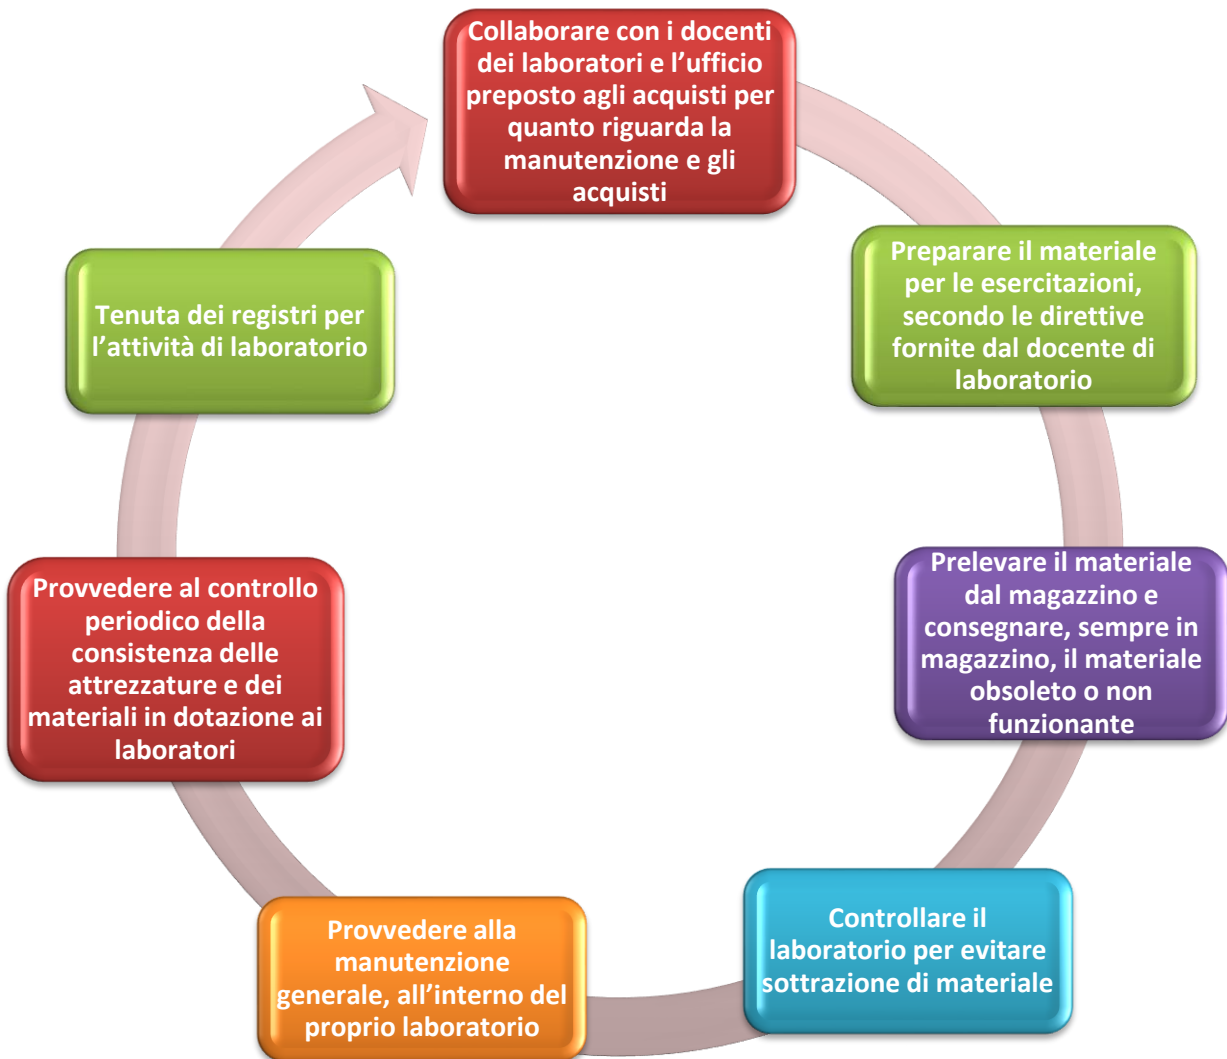 Collaborare con i docenti
dei laboratori e l’ufficio
preposto agli acquisti per
quanto riguarda la
manutenzione e gli
acquisti
Preparare il materiale
per le esercitazioni,
secondo le direttive
fornite dal docente di
laboratorio
Prelevare il materiale
dal magazzino e
consegnare, sempre in
magazzino, il materiale
obsoleto o non
funzionante
Controllare il
laboratorio per evitare
sottrazione di materiale
Provvedere alla
manutenzione
generale, all’interno del
proprio laboratorio
Provvedere al controllo
periodico della
consistenza delle
attrezzature e dei
materiali in dotazione ai
laboratori
Tenuta dei registri per
l’attività di laboratorio